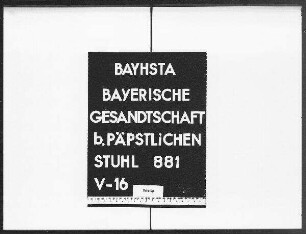 BAYHSTA
BAYERISCHE
GESANDTSCHAFT
b. PÄPSTLiCHEN
STUHL 881
V-16